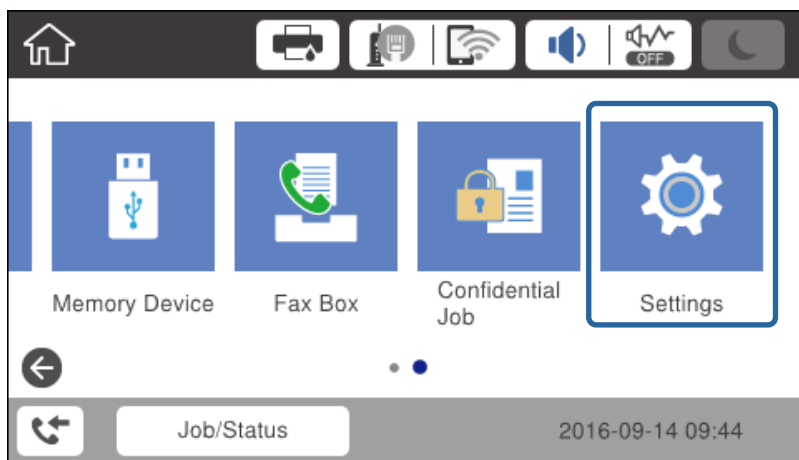 OFF
Memory Device
Fax Box
Confidential
Job
Settings
Job/Status
2016-09-14 09:44